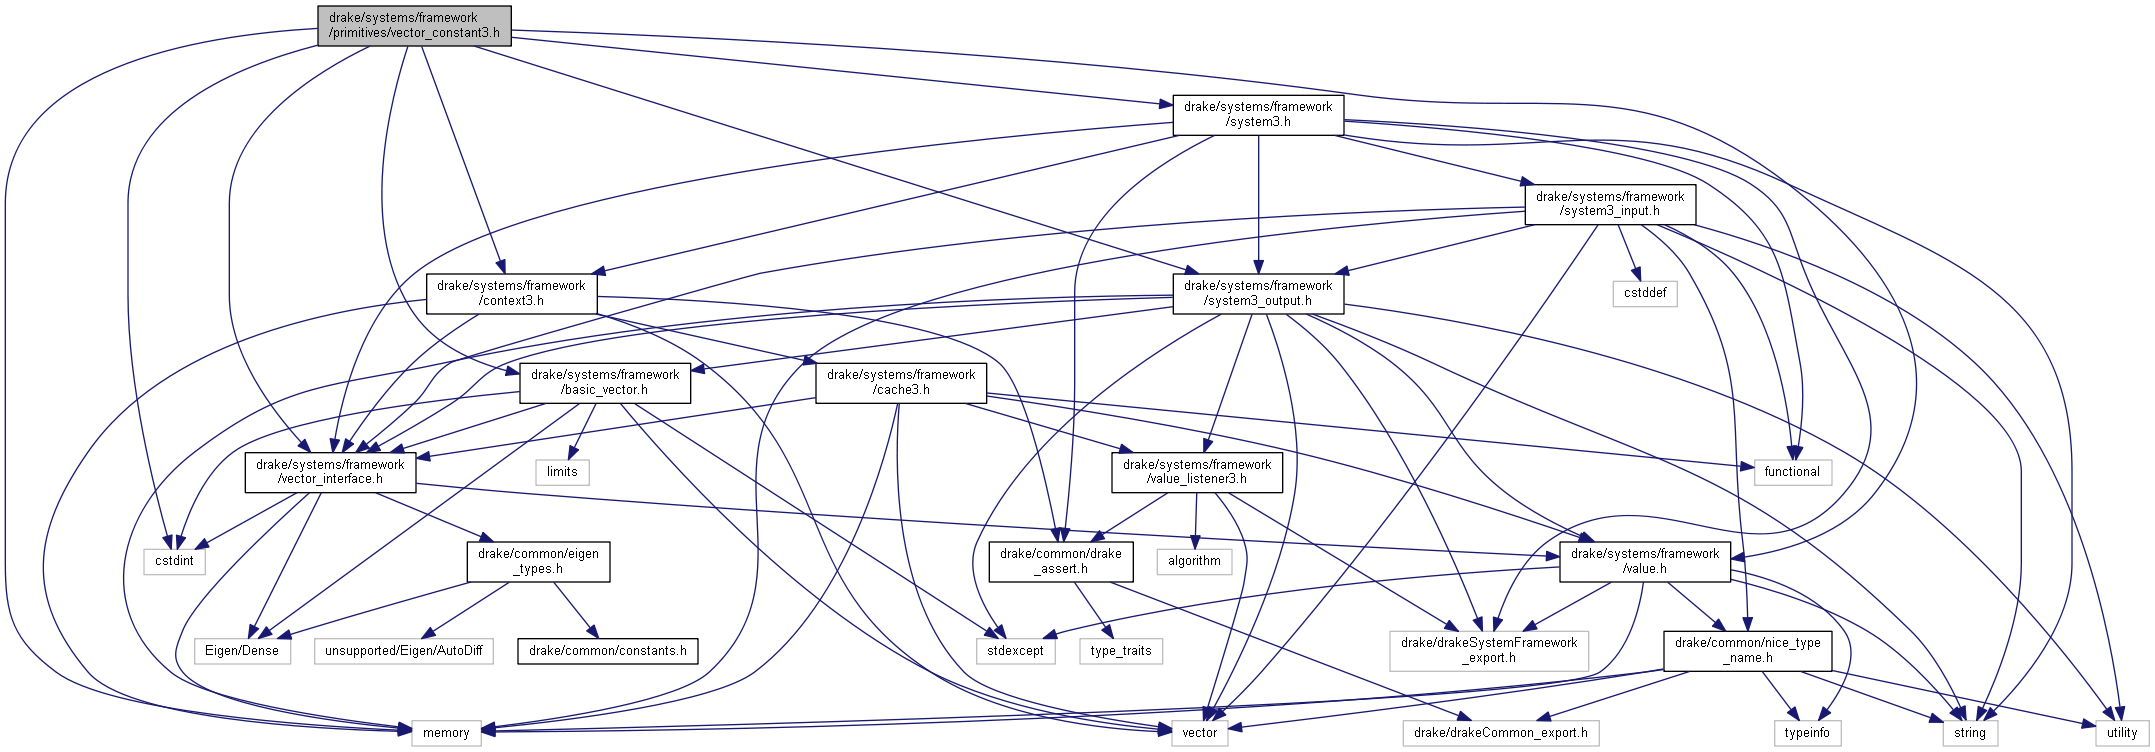 drake/systems/framework
/primitives/vector_constant3.h
drake/systems/framework
/system3.h
drake/systems/framework
/system3_input.h
drake/systems/framework
/context3.h
drake/systems/framework
/system3_output.h
cstddef
drake/systems/framework
/basic_vector.h
drake/systems/framework
/cache3.h
drake/systems/framework
/vector_interface.h
limits
drake/systems/framework
/value_listener3.h
functional
cstdint
drake/common/eigen
_types.h
drake/common/drake
_assert.h
algorithm
drake/systems/framework
/value.h
Eigen/Dense
unsupported/Eigen/AutoDiff
drake/common/constants.h
stdexcept
type_traits
drake/drakeSystemFramework
_export.h
drake/common/nice_type
_name.h
memory
vector
drake/drakeCommon_export.h
typeinfo
string
utility